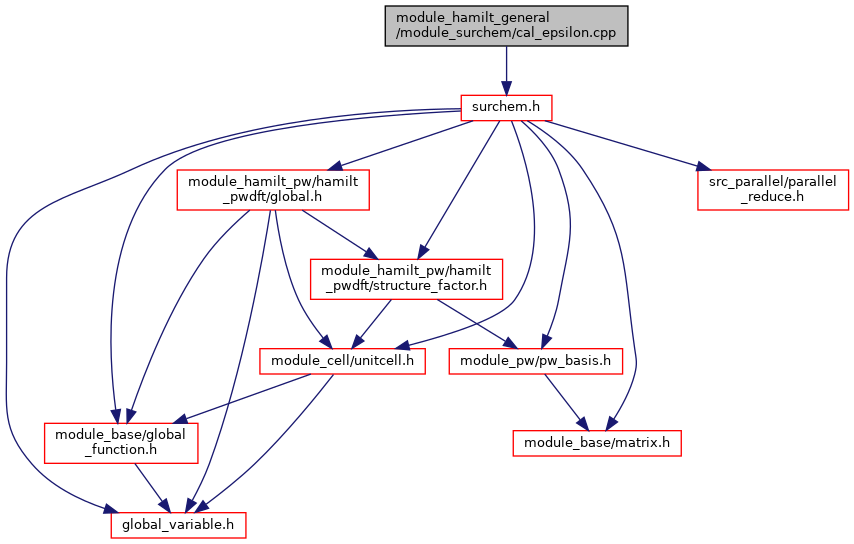 module_hamilt_general
/module_surchem/cal_epsilon.cpp
surchem.h
module_hamilt_pw/hamilt
_pwdft/global.h
src_parallel/parallel
_reduce.h
module_hamilt_pw/hamilt
_pwdft/structure_factor.h
module_cell/unitcell.h
module_pw/pw_basis.h
module_base/global
_function.h
module_base/matrix.h
global_variable.h